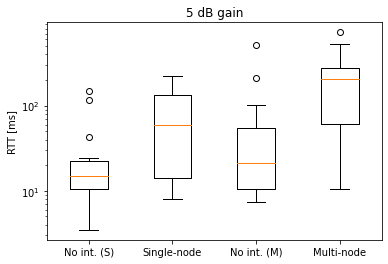 5 dB gain
RTT [ms]
10²
10¹
No int. (S) Single-node No int. (M) Multi-node